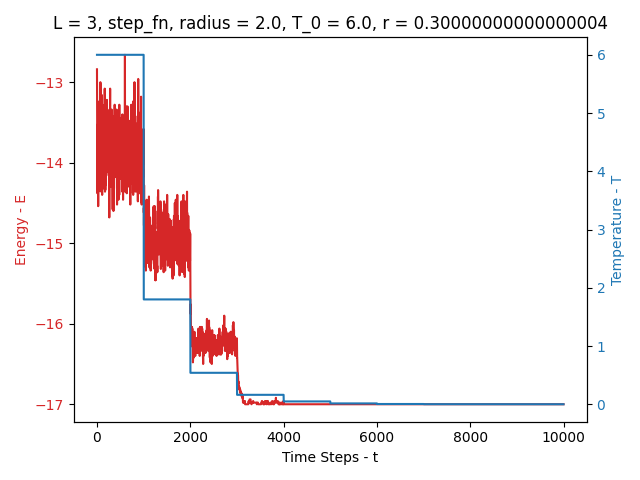 L = 3, step_fn, radius = 2.0, T_0 = 6.0, r = 0.30000000000000004
−13
−14
−15
−16
−17
Energy - E
6
5
4
3
2
1
0
Temperature - T
0 2000 4000 6000 8000 10000
Time Steps - t